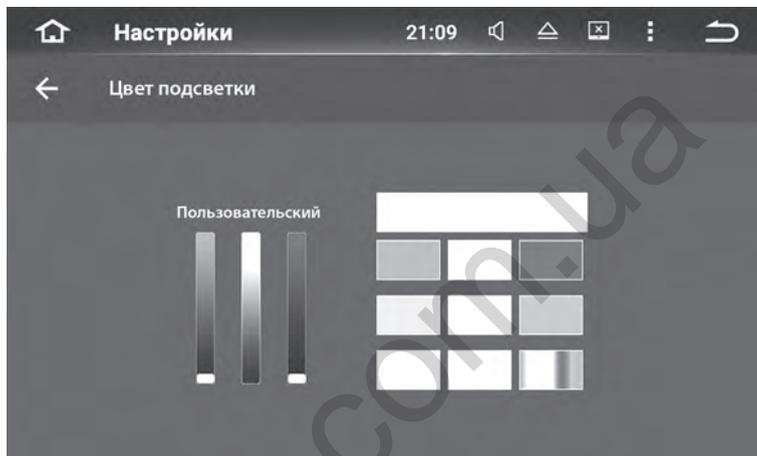 Настройки 21:09
Цвет подсветки
Пользовательский
com.ua